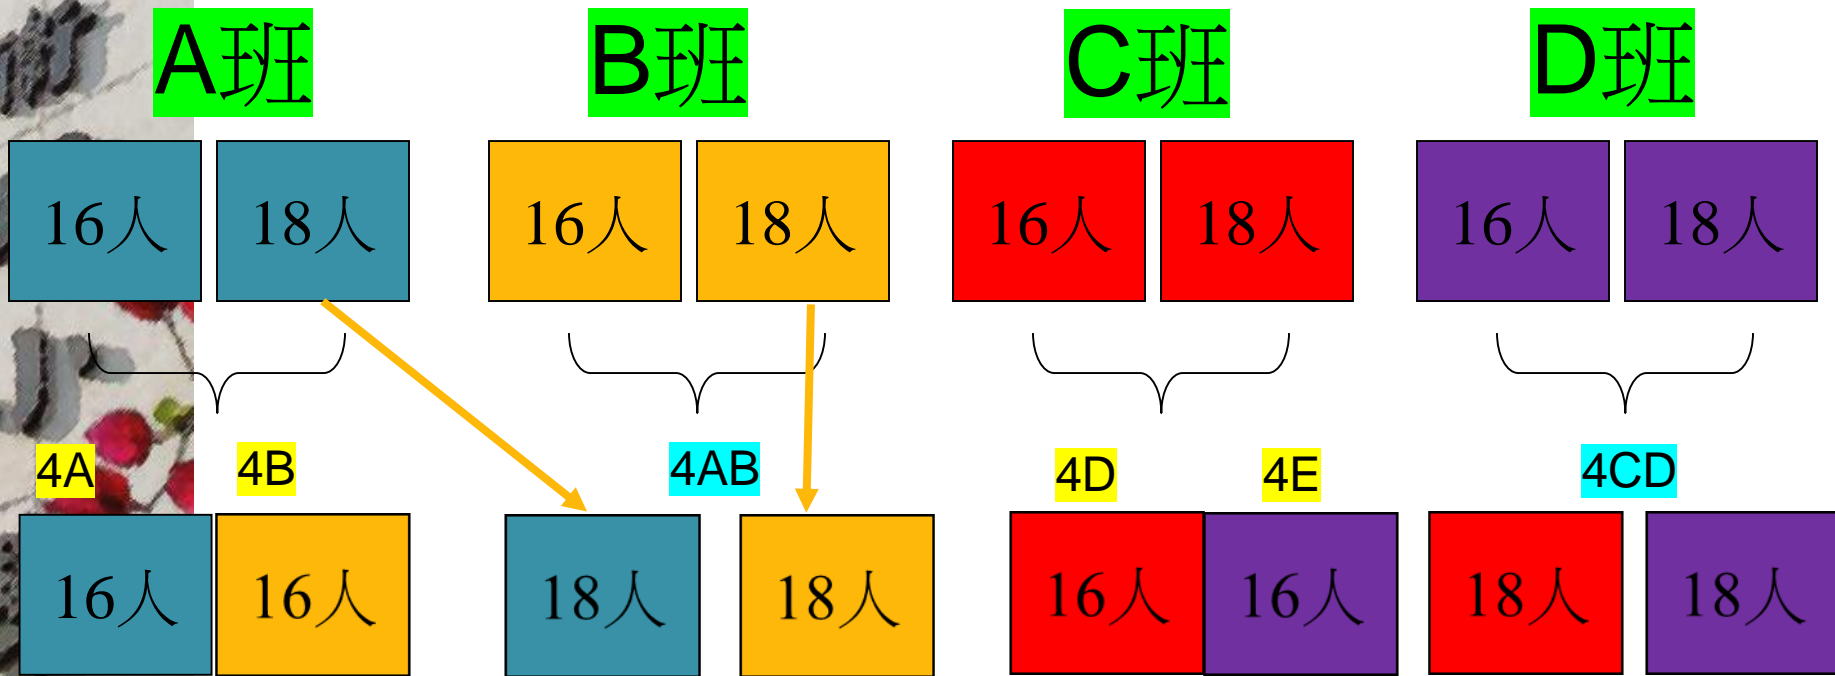 A班 B班 C班 D班
16人 18人 16人 18人 16人 18人 16人 18人
4A 4B 4AB 4D 4E 4CD
16人 16人 18人 18人 16人 16人 18人 18人